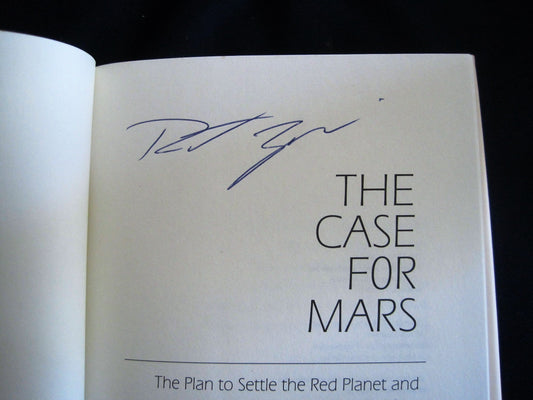 THE
CASE
FOR
MARS
The Plan to Settle the Red Planet and